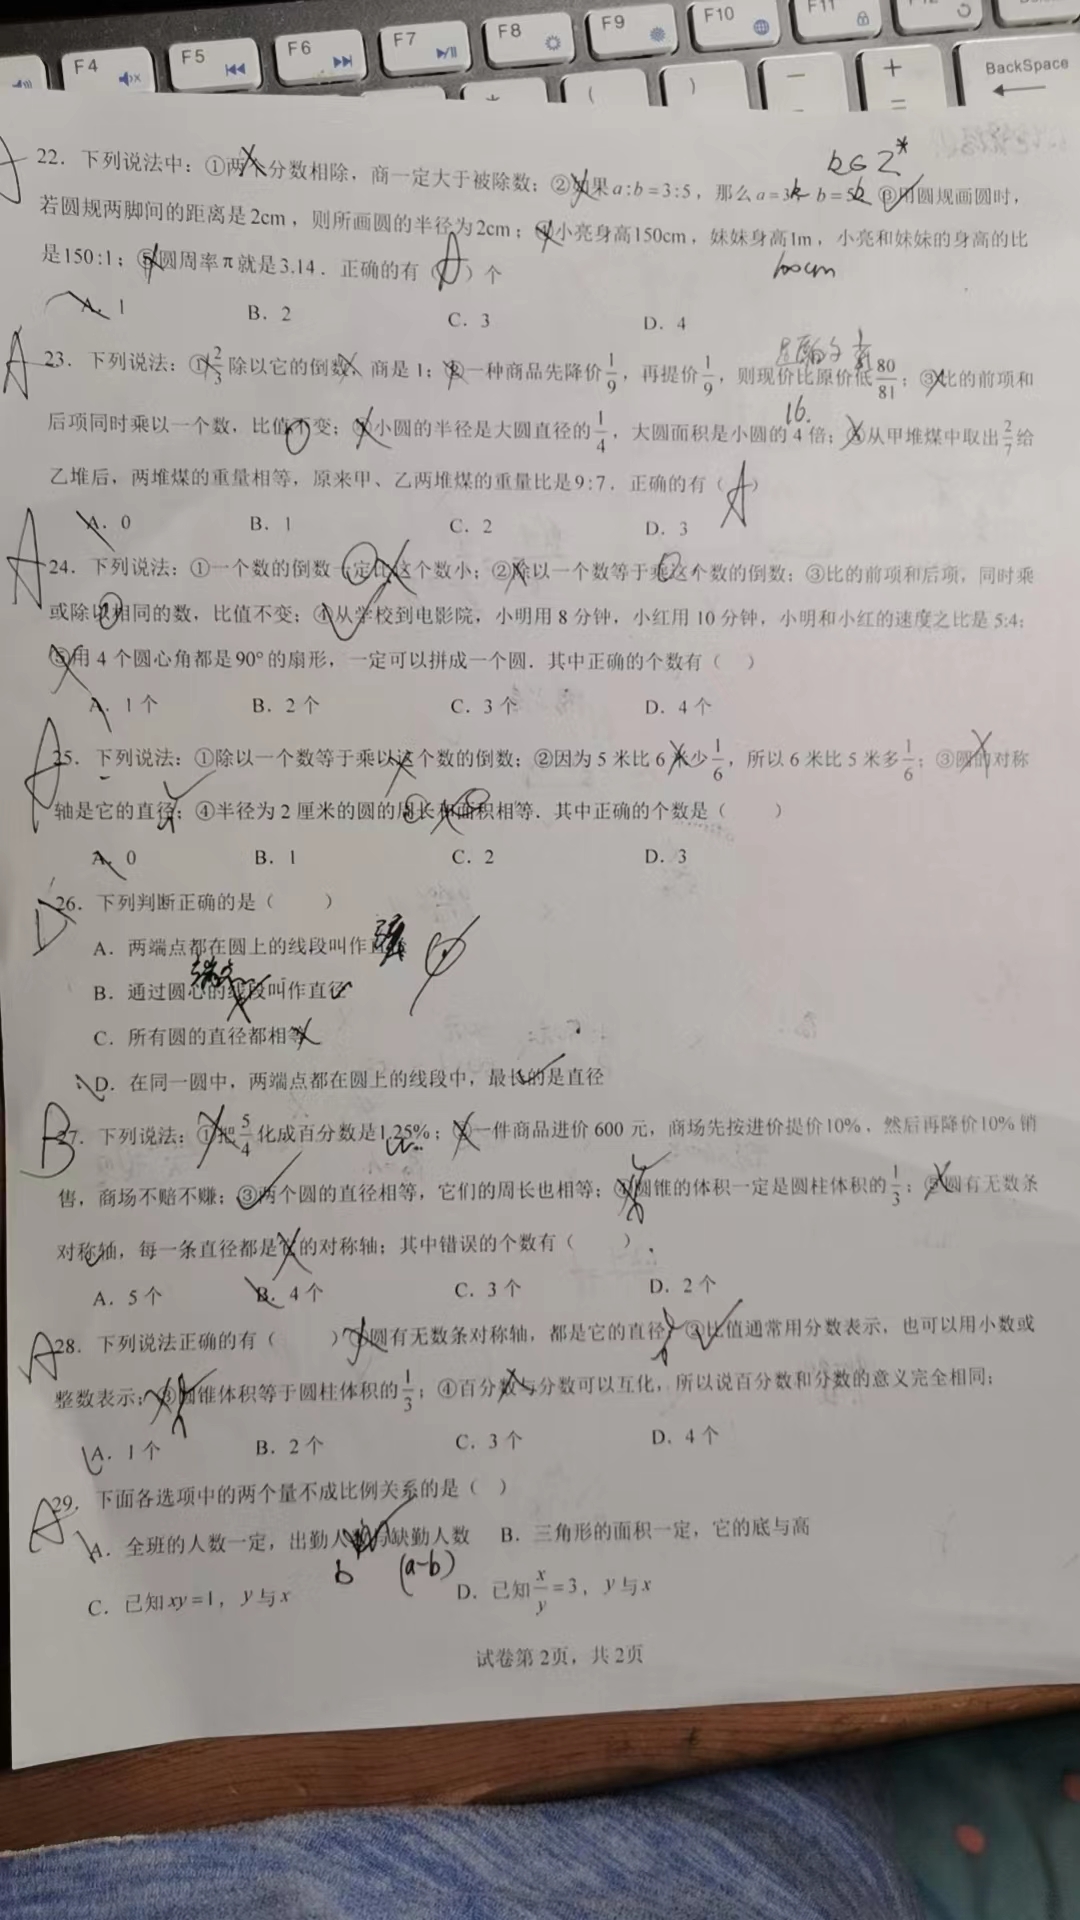 F4 F5 F6 F7 F8 F9 F10 F11
BackSpace
k∈Z*
22．下列说法中：①两个分数相除，商一定大于被除数；②如果a:b=3:5，那么a=3k b=5k ③用圆规画圆时，
若圆规两脚间的距离是2cm，则所画圆的半径为2cm；④小亮身高150cm，妹妹身高1m，小亮和妹妹的身高的比
100cm
是150:1；⑤圆周率π就是3.14．正确的有（A）个
A．1 B．2 C．3 D．4
A
23．下列说法：①2/3除以它的倒数，商是1；②一种商品先降价1/9，再提价1/9，则现价比原价低80/81；③比的前项和
16.
后项同时乘以一个数，比值不变；④小圆的半径是大圆直径的1/4，大圆面积是小圆的4倍；⑤从甲堆煤中取出2/7给
乙堆后，两堆煤的重量相等，原来甲、乙两堆煤的重量比是9:7．正确的有（A）
A．0 B．1 C．2 D．3
A
24．下列说法：①一个数的倒数一定比这个数小；②除以一个数等于乘这个数的倒数；③比的前项和后项，同时乘
或除以相同的数，比值不变；④从学校到电影院，小明用8分钟，小红用10分钟，小明和小红的速度之比是5:4；
⑤用4个圆心角都是90°的扇形，一定可以拼成一个圆．其中正确的个数有（ ）
A．1个 B．2个 C．3个 D．4个
A
25．下列说法：①除以一个数等于乘以这个数的倒数；②因为5米比6米少1/6，所以6米比5米多1/6；③圆的对称
轴是它的直径；④半径为2厘米的圆的周长和面积相等．其中正确的个数是（ ）
A．0 B．1 C．2 D．3
D
26．下列判断正确的是（ ）
A．两端点都在圆上的线段叫作直径
B．通过圆心的线段叫作直径
C．所有圆的直径都相等
D．在同一圆中，两端点都在圆上的线段中，最长的是直径
B
27．下列说法：①把5/4化成百分数是1.25%；②一件商品进价600元，商场先按进价提价10%，然后再降价10%销
售，商场不赔不赚；③两个圆的直径相等，它们的周长也相等；④圆锥的体积一定是圆柱体积的1/3；⑤圆有无数条
对称轴，每一条直径都是它的对称轴；其中错误的个数有（ ）．
A．5个 B．4个 C．3个 D．2个
A
28．下列说法正确的有（ ）①圆有无数条对称轴，都是它的直径；②比值通常用分数表示，也可以用小数或
整数表示；③圆锥体积等于圆柱体积的1/3；④百分数与分数可以互化，所以说百分数和分数的意义完全相同；
A．1个 B．2个 C．3个 D．4个
A
29．下面各选项中的两个量不成比例关系的是（ ）
A．全班的人数一定，出勤人数与缺勤人数 B．三角形的面积一定，它的底与高
b (a-b)
C．已知xy=1，y与x D．已知x/y=3，y与x
试卷第2页，共2页